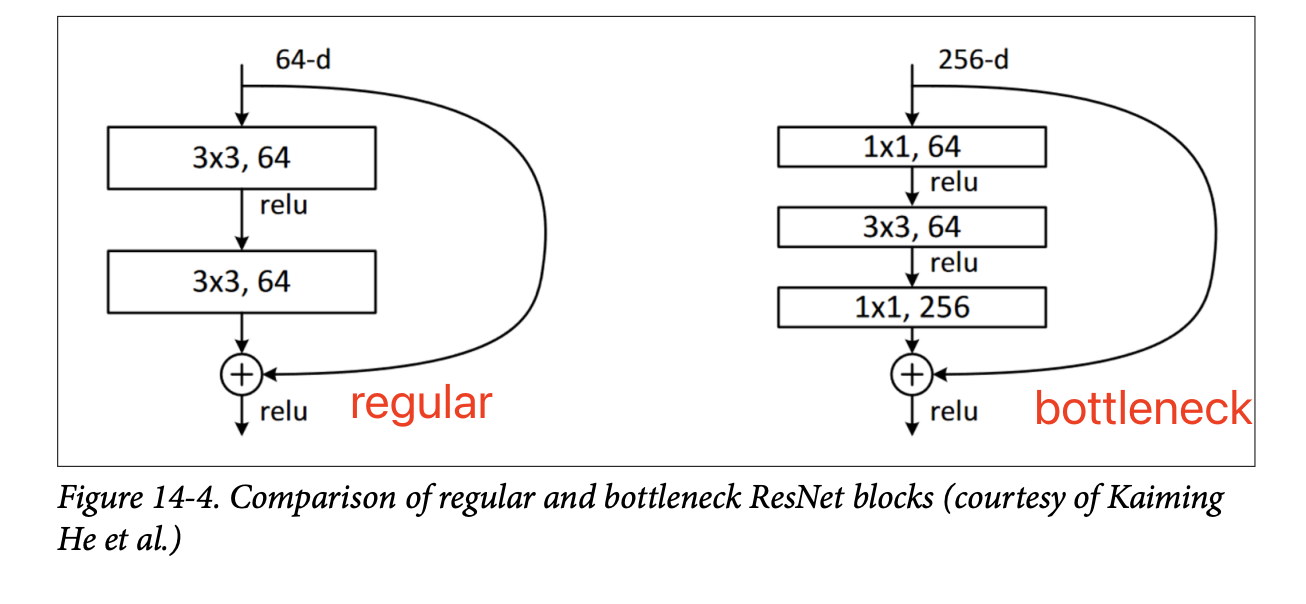 64-d
3x3, 64
relu
3x3, 64
relu
regular
256-d
1x1, 64
relu
3x3, 64
relu
1x1, 256
relu
bottleneck
Figure 14-4. Comparison of regular and bottleneck ResNet blocks (courtesy of Kaiming
He et al.)